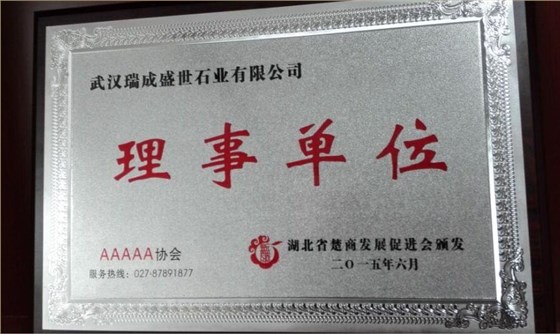 武汉瑞成盛世石业有限公司
理事单位
AAAAA协会
服务热线：027-87891877
湖北省楚商发展促进会颁发
二〇一五年六月